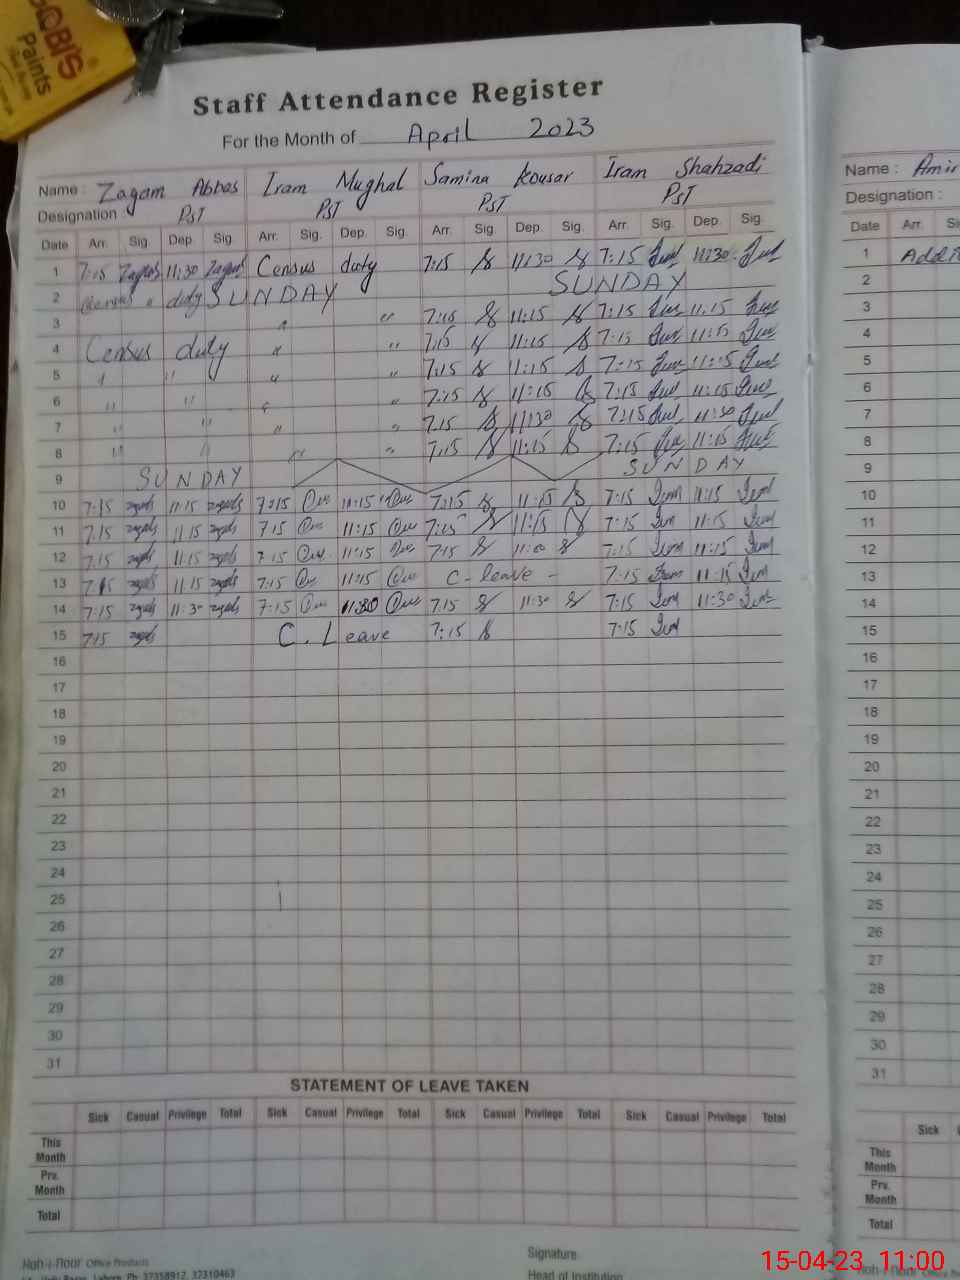 OBI'S
Paints
Staff Attendance Register
For the Month of April 2023
Name : Zagam Abbas Iram Mughal Samina Kousar Iram Shahzadi
Designation : PST PST PST PST
Date Arr. Sig. Dep. Sig. Arr. Sig. Dep. Sig. Arr. Sig. Dep. Sig. Arr. Sig. Dep. Sig.
1 7:15 11:30 Census duty 7:15 11:30 7:15 11:30
2 Census duty SUNDAY SUNDAY
3 " " 7:15 11:15 7:15 11:15
4 Census duty " " 7:15 11:15 7:15 11:15
5 " " " " 7:15 11:15 7:15 11:15
6 " " " " 7:15 11:15 7:15 11:15
7 " " " " 7:15 11:30 7:15 11:30
8 " " " " 7:15 11:15 7:15 11:15
9 SUNDAY SUNDAY
10 7:15 11:15 7:15 11:15 7:15 11:15 7:15 11:15
11 7:15 11:15 7:15 11:15 7:15 11:15 7:15 11:15
12 7:15 11:15 7:15 11:15 7:15 11:00 7:15 11:15
13 7:15 11:15 7:15 11:15 C-leave - 7:15 11:15
14 7:15 11:30 7:15 11:30 7:15 11:30 7:15 11:30
15 7:15 C. Leave 7:15 7:15
16
17
18
19
20
21
22
23
24
25
26
27
28
29
30
31
STATEMENT OF LEAVE TAKEN
Sick Casual Privilege Total Sick Casual Privilege Total Sick Casual Privilege Total Sick Casual Privilege Total
This
Month
Prv.
Month
Total
Koh-i-Noor Office Products
Lahore. Ph: 37358912, 37310463
Signature
Head of Institution
Name : Amir
Designation :
Date Arr. Sig
1
2
3
4
5
6
7
8
9
10
11
12
13
14
15
16
17
18
19
20
21
22
23
24
25
26
27
28
29
30
31
Sick
This
Month
Prv.
Month
Total
15-04-23 11:00